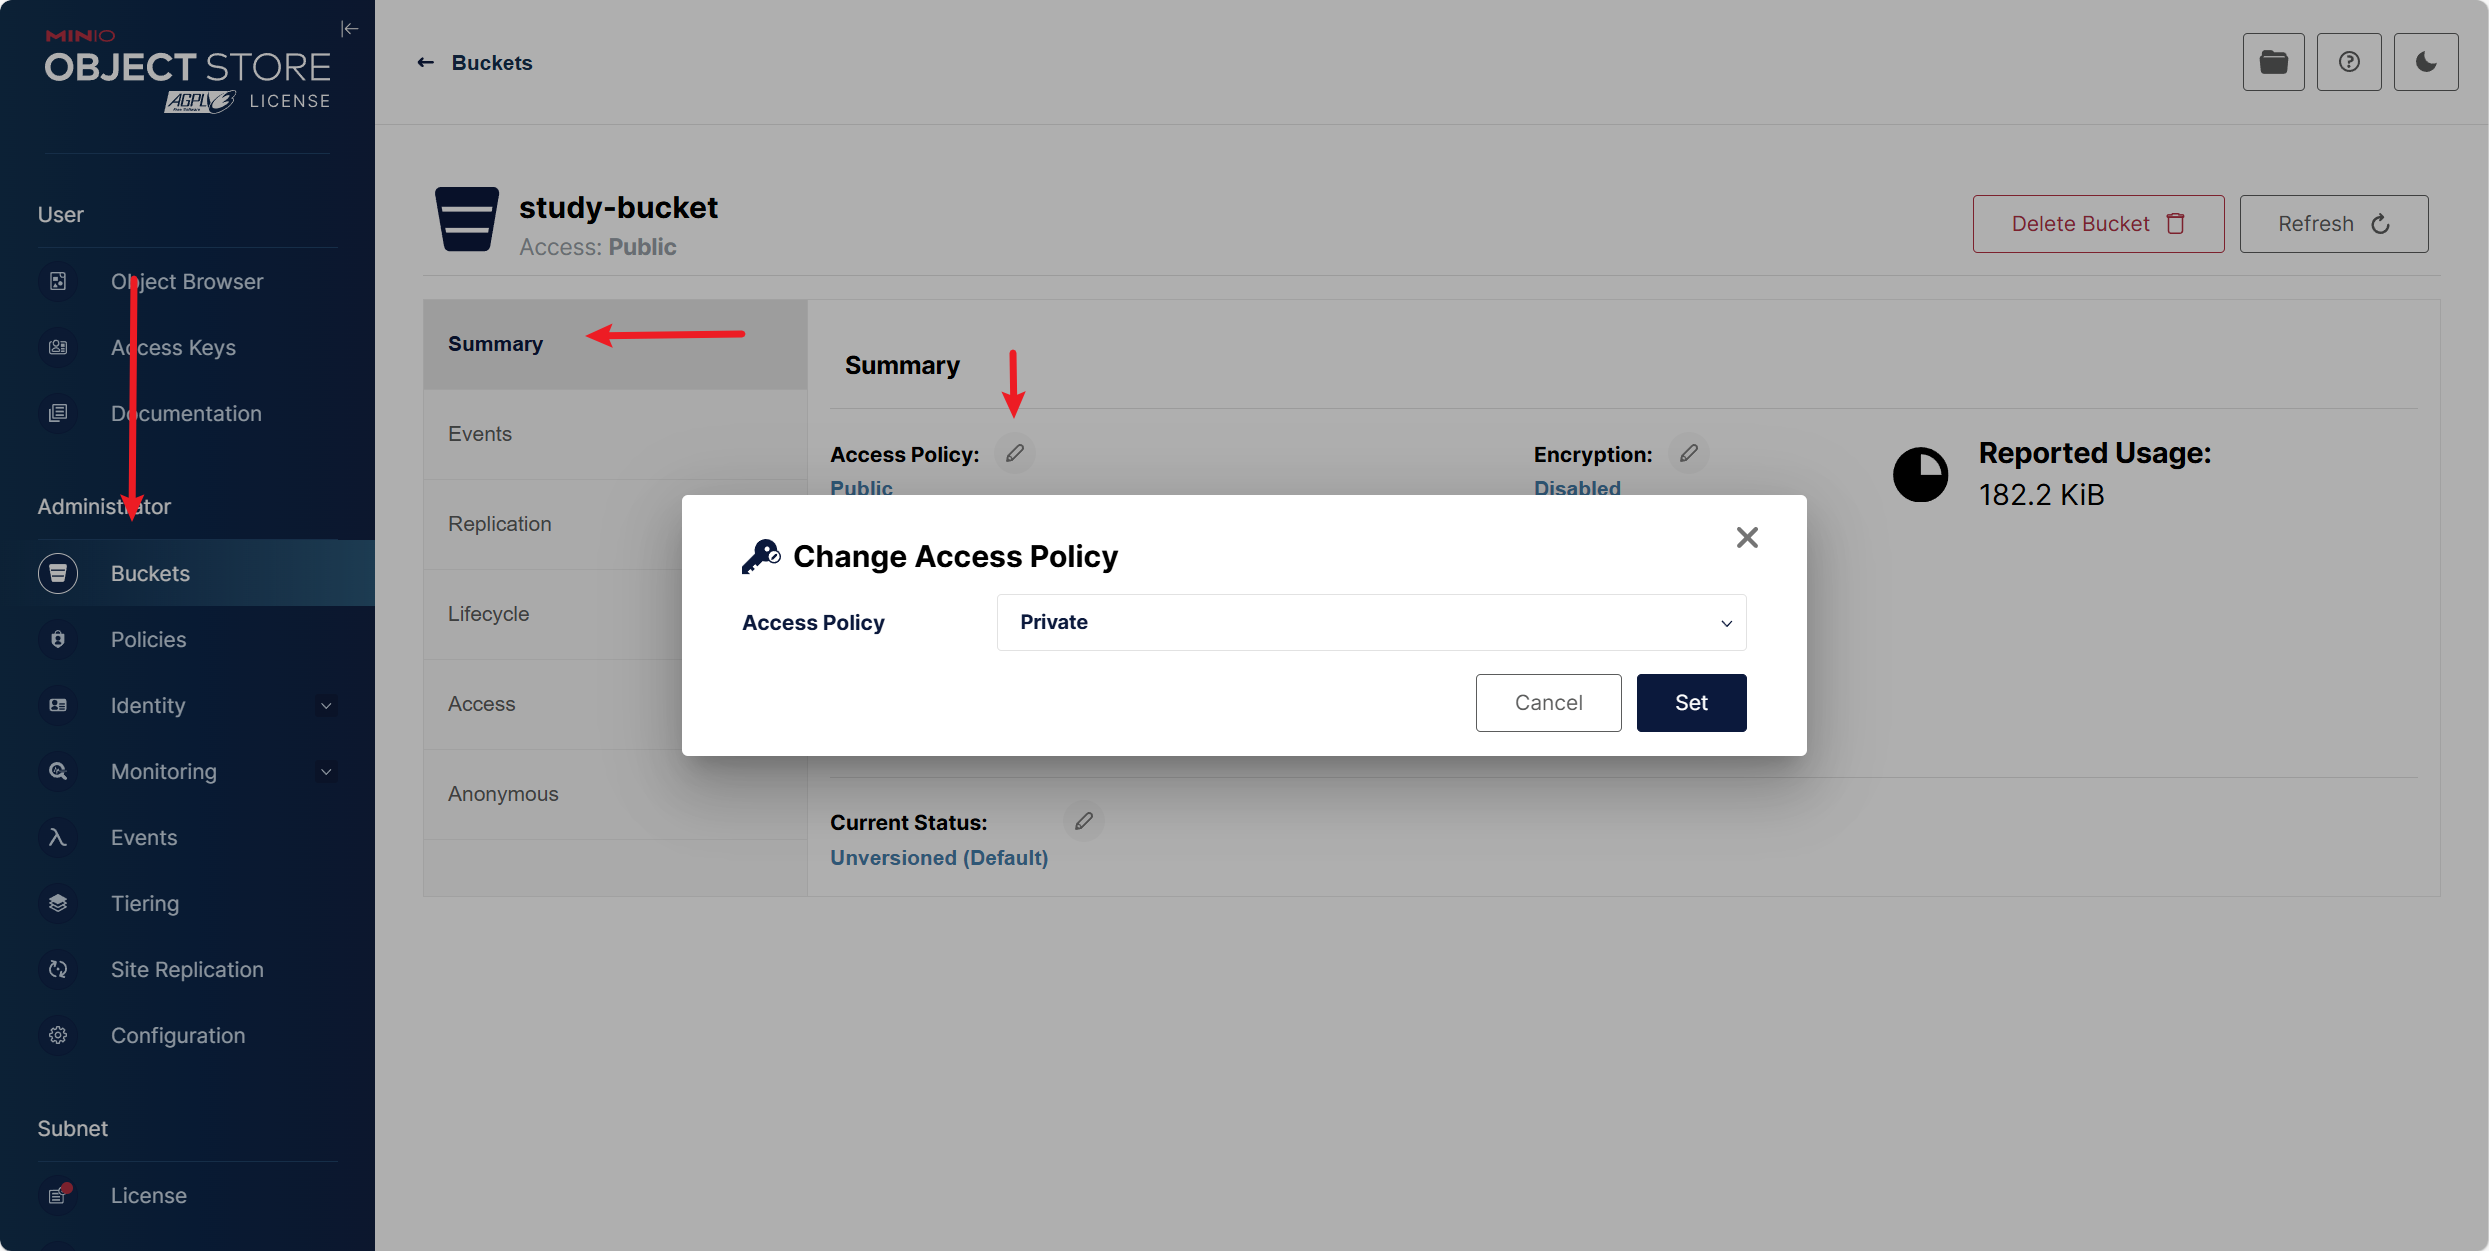 MINIO
OBJECT STORE
AGPL v3 LICENSE
User
Object Browser
Access Keys
Documentation
Administrator
Buckets
Policies
Identity
Monitoring
Events
Tiering
Site Replication
Configuration
Subnet
License
Buckets
study-bucket
Access: Public
Delete Bucket
Refresh
Summary
Events
Replication
Lifecycle
Access
Anonymous
Summary
Access Policy:
Public
Encryption:
Disabled
Reported Usage:
182.2 KiB
Change Access Policy
Access Policy
Private
Cancel
Set
Current Status:
Unversioned (Default)